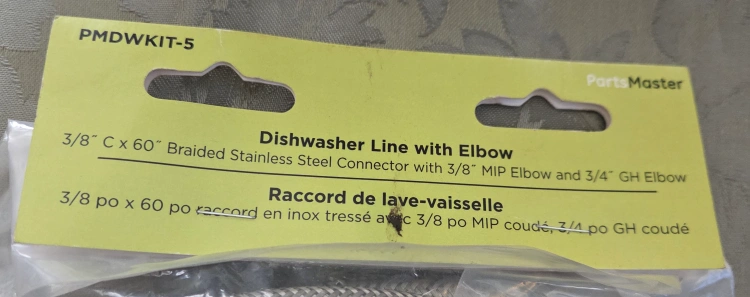 PMDWKIT-5
PartsMaster
Dishwasher Line with Elbow
3/8″ C x 60″ Braided Stainless Steel Connector with 3/8″ MIP Elbow and 3/4″ GH Elbow
Raccord de lave-vaisselle
3/8 po x 60 po raccord en inox tressé avec 3/8 po MIP coudé, 3/4 po GH coudé